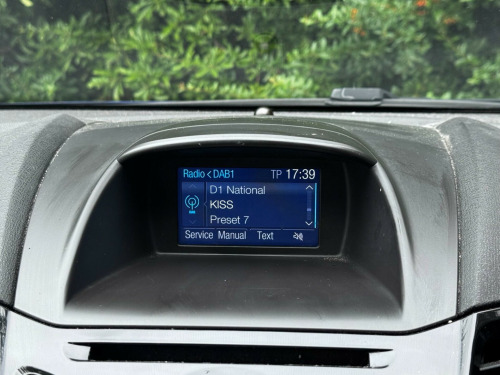 Radio < DAB1 TP 17:39
D1 National
KISS
Preset 7
Service Manual Text